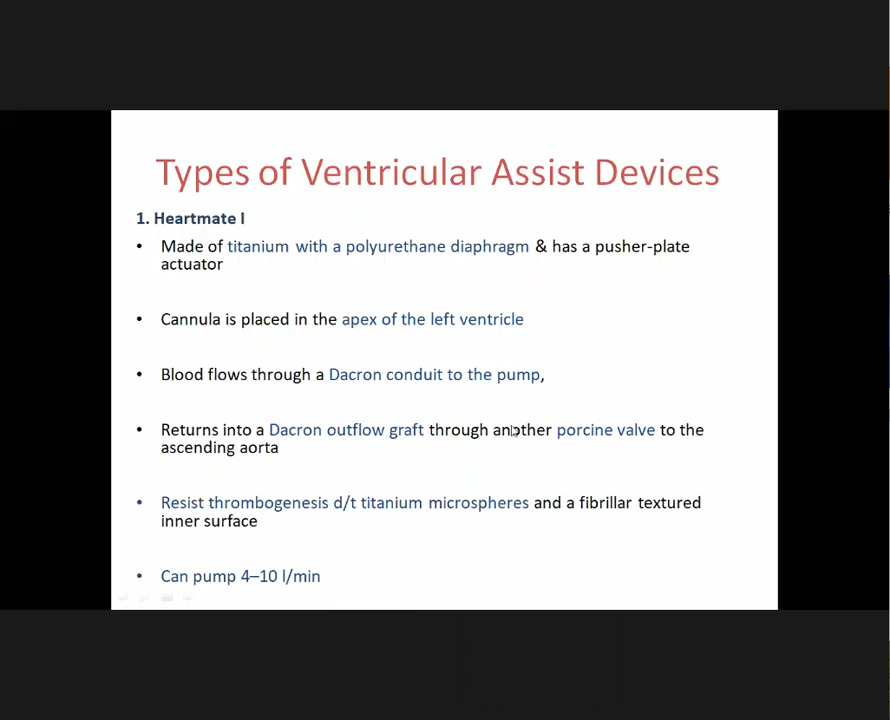 Types of Ventricular Assist Devices
1. Heartmate I
• Made of titanium with a polyurethane diaphragm & has a pusher-plate
actuator
• Cannula is placed in the apex of the left ventricle
• Blood flows through a Dacron conduit to the pump,
• Returns into a Dacron outflow graft through another porcine valve to the
ascending aorta
• Resist thrombogenesis d/t titanium microspheres and a fibrillar textured
inner surface
• Can pump 4–10 l/min